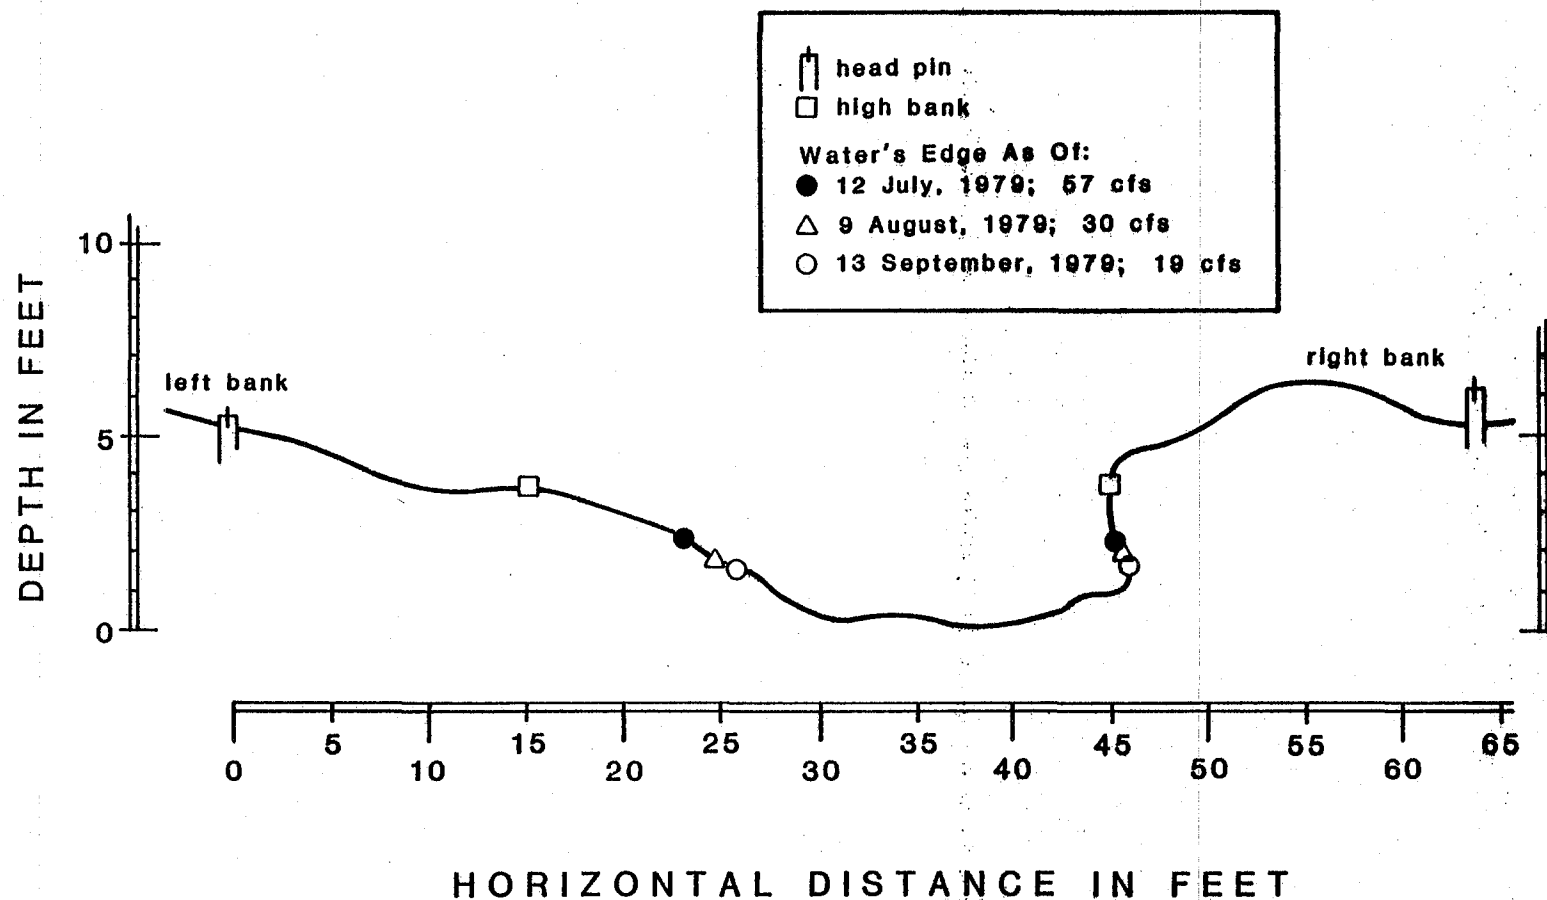 head pin
high bank
Water's Edge As Of:
12 July, 1979; 57 cfs
9 August, 1979; 30 cfs
13 September, 1979; 19 cfs
10
5
0
DEPTH IN FEET
left bank
right bank
0 5 10 15 20 25 30 35 40 45 50 55 60 65
HORIZONTAL DISTANCE IN FEET